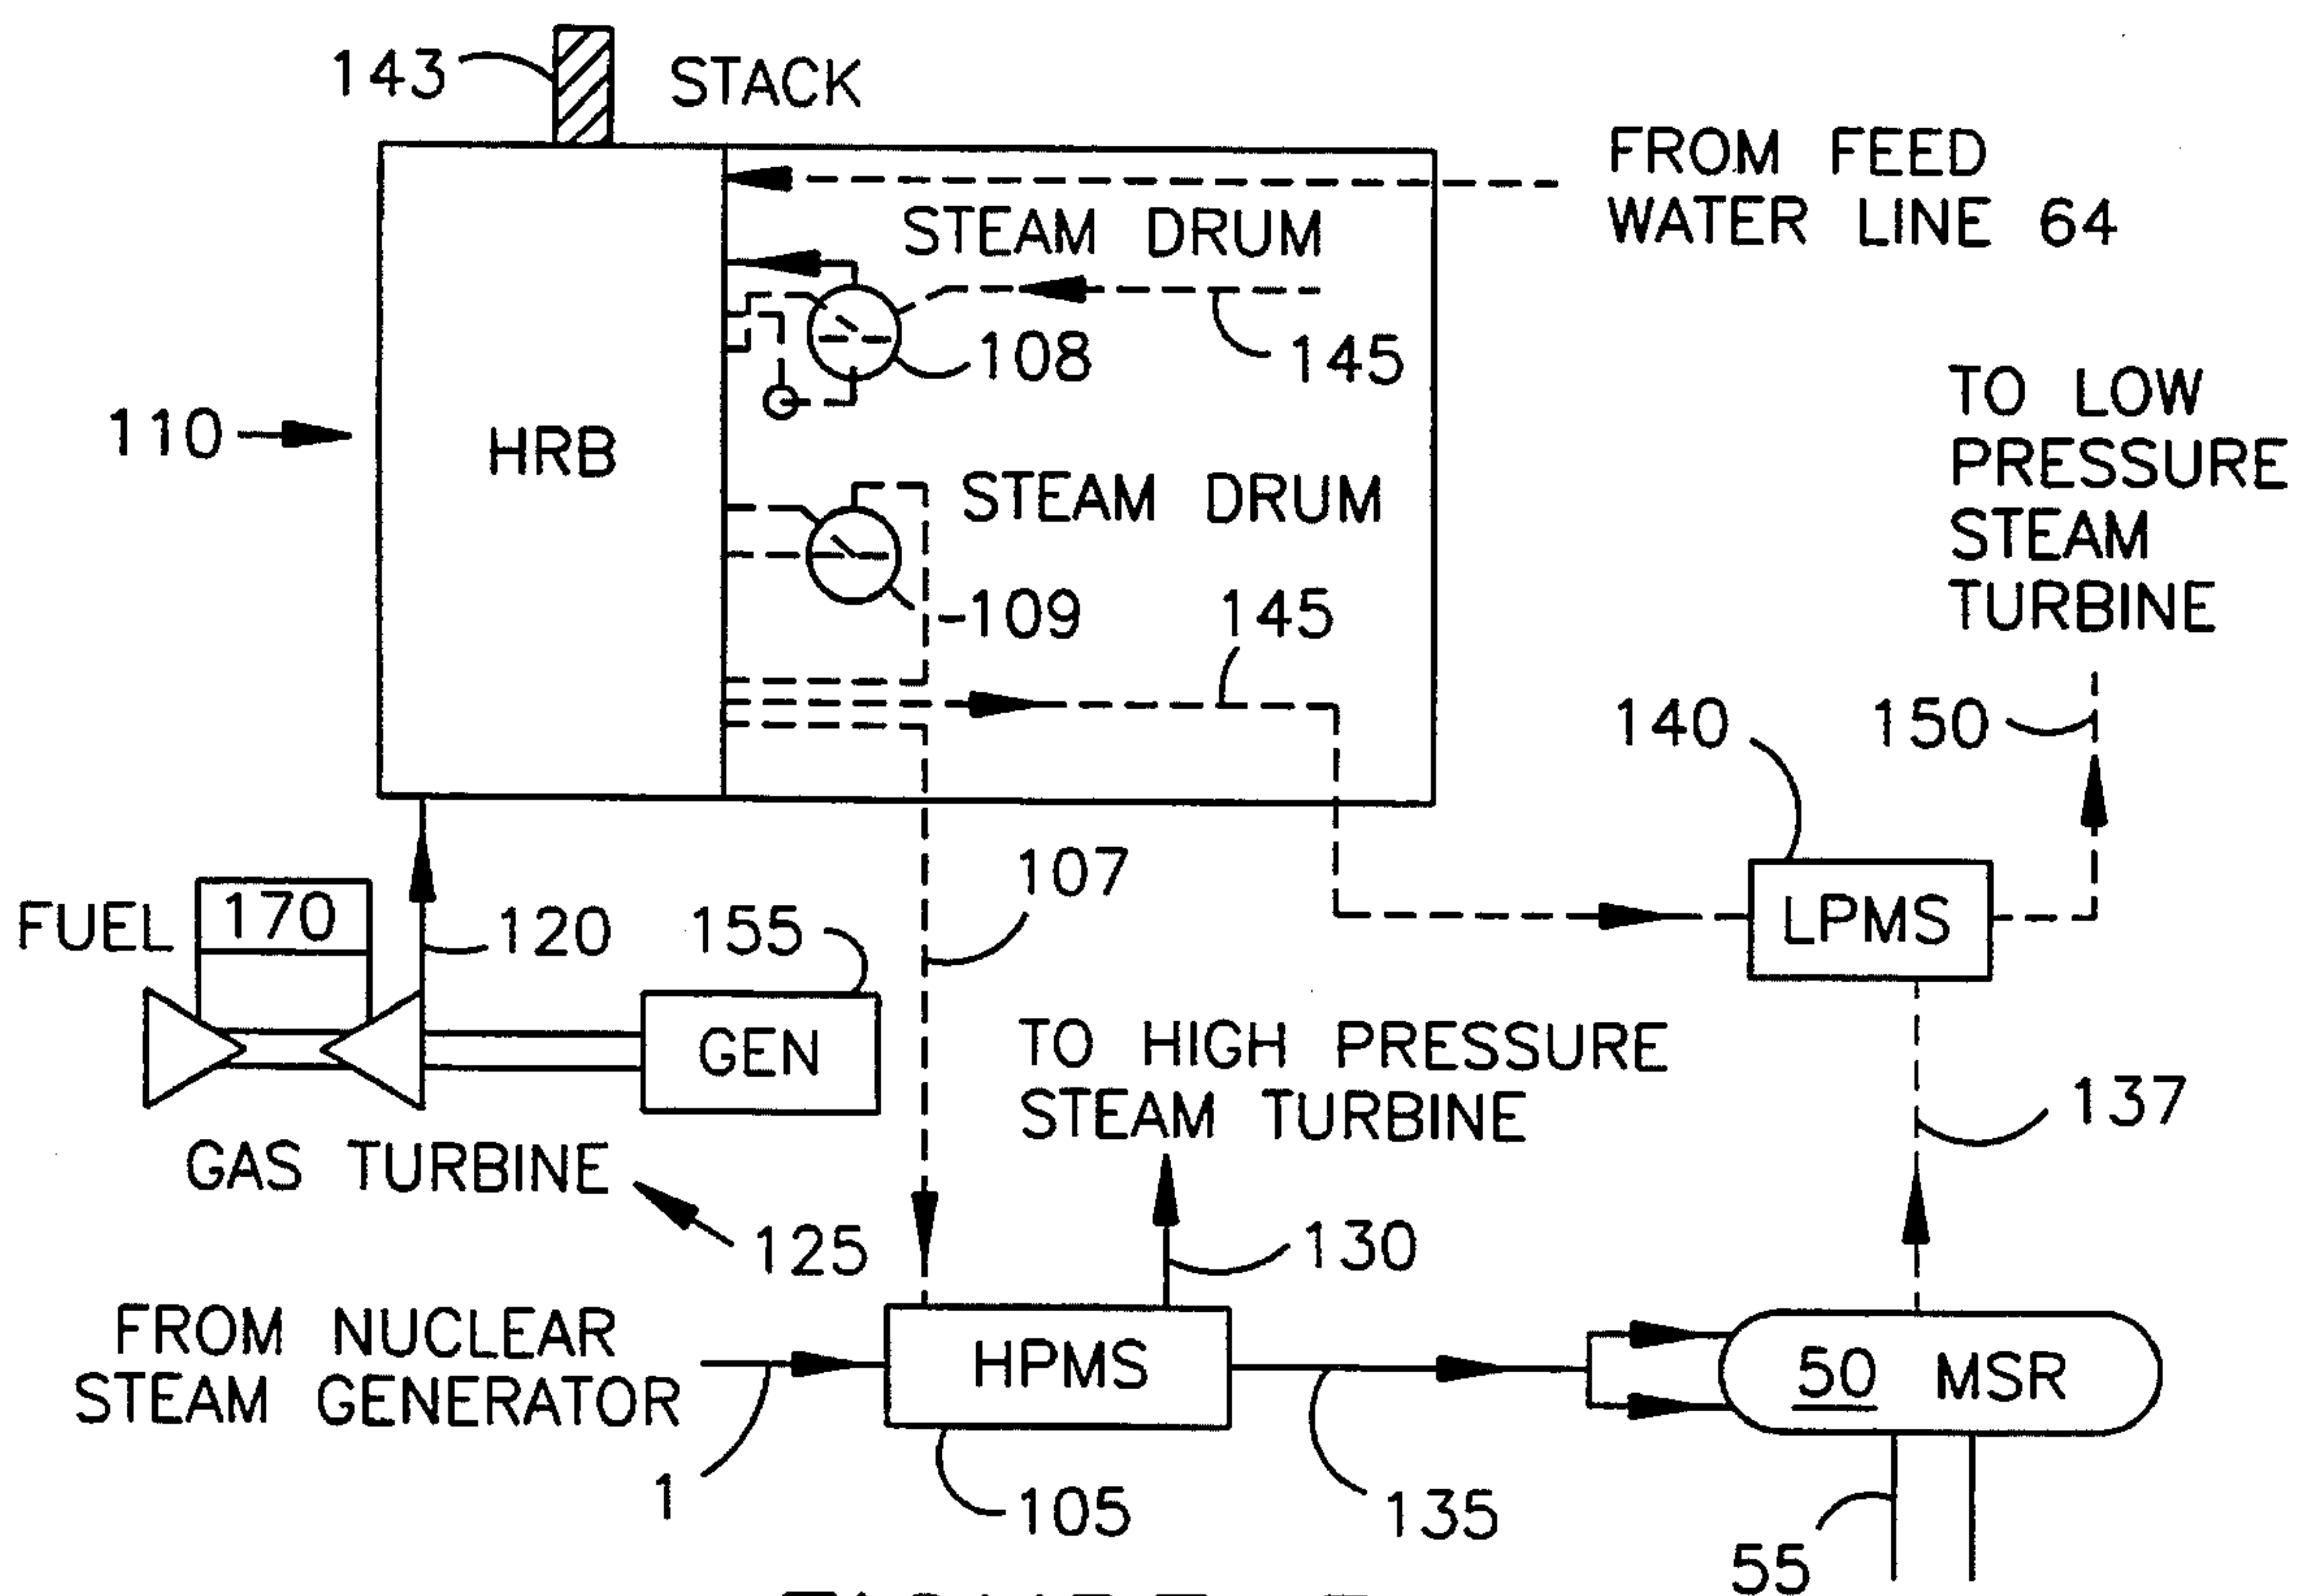 143
STACK
FROM FEED
WATER LINE 64
STEAM DRUM
108
145
110
HRB
TO LOW
PRESSURE
STEAM
TURBINE
STEAM DRUM
109
145
140
150
107
FUEL
170
120
155
LPMS
GEN
TO HIGH PRESSURE
STEAM TURBINE
137
GAS TURBINE
125
130
FROM NUCLEAR
STEAM GENERATOR
HPMS
50 MSR
1
105
135
55